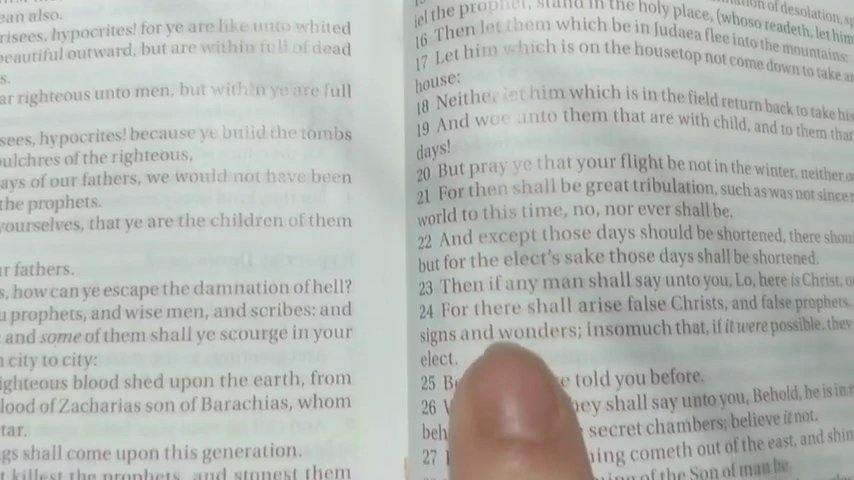 ean also.
risees, hypocrites! for ye are like unto whited
beautiful outward, but are within full of dead
s.
ar righteous unto men, but within ye are full
sees, hypocrites! because ye build the tombs
ulchres of the righteous,
ays of our fathers, we would not have been
the prophets.
yourselves, that ye are the children of them
r fathers.
s, how can ye escape the damnation of hell?
u prophets, and wise men, and scribes: and
and some of them shall ye scourge in your
city to city:
ighteous blood shed upon the earth, from
lood of Zacharias son of Barachias, whom
tar.
gs shall come upon this generation.
killest the prophets, and stonest them
iel the prophet, stand in the holy place, (whoso readeth, let him
16 Then let them which be in Judaea flee into the mountains:
17 Let him which is on the housetop not come down to take an
house:
18 Neither let him which is in the field return back to take his
19 And woe unto them that are with child, and to them that
days!
20 But pray ye that your flight be not in the winter, neither o
21 For then shall be great tribulation, such as was not since t
world to this time, no, nor ever shall be.
22 And except those days should be shortened, there shoul
but for the elect's sake those days shall be shortened.
23 Then if any man shall say unto you, Lo, here is Christ, o
24 For there shall arise false Christs, and false prophets,
signs and wonders; insomuch that, if it were possible, they
elect.
25 e told you before.
26 hey shall say unto you, Behold, he is in t
beh secret chambers; believe it not.
27 ning cometh out of the east, and shin
of the Son of man be.